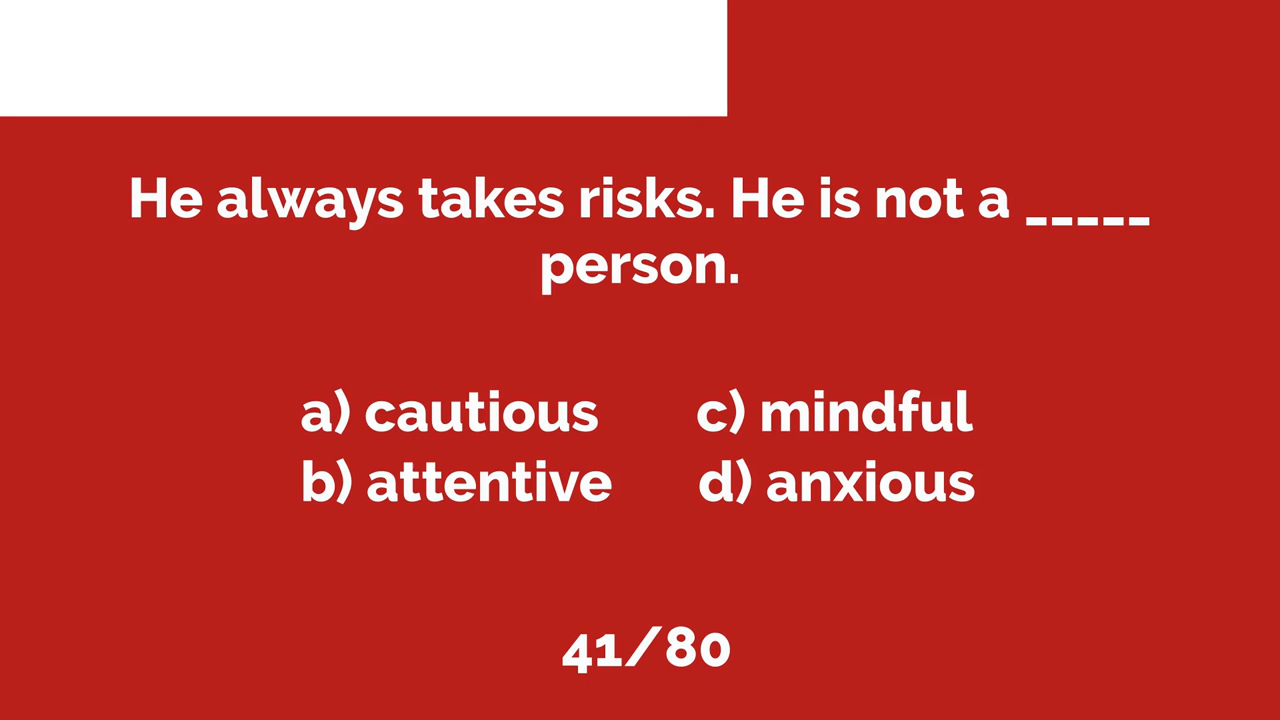 He always takes risks. He is not a _____
person.
a) cautious c) mindful
b) attentive d) anxious
41/80